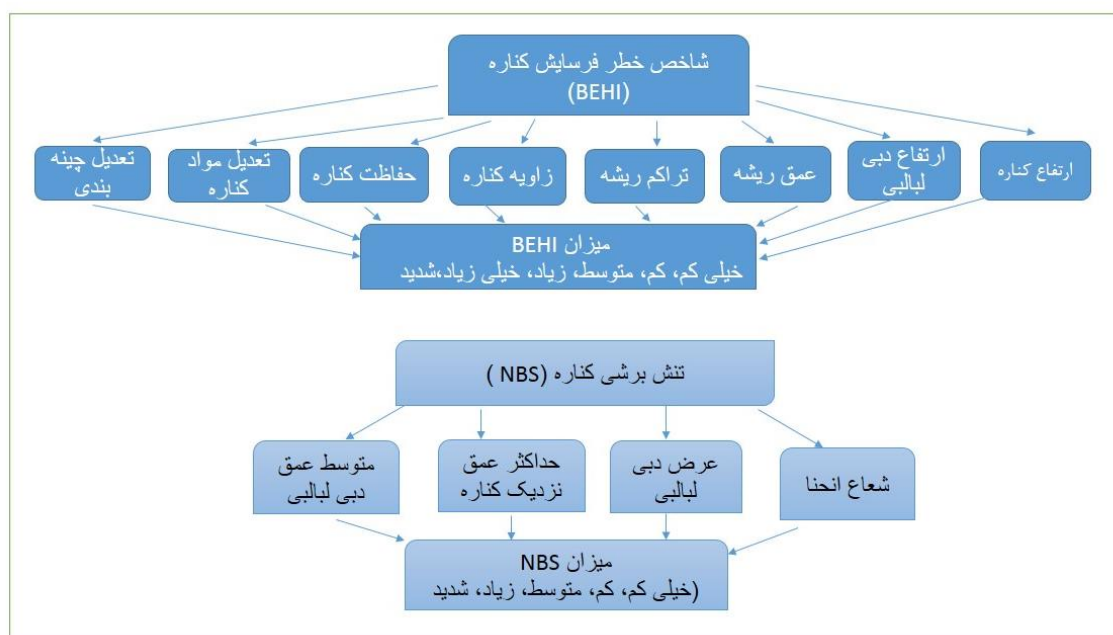 شاخص خطر فرسایش کناره
(BEHI)
ارتفاع کناره
ارتفاع دبی
لبالبی
عمق ریشه
تراکم ریشه
زاویه کناره
حفاظت کناره
تعدیل مواد
کناره
تعدیل چینه
بندی
میزان BEHI
خیلی کم، کم، متوسط، زیاد، خیلی زیاد،شدید
تنش برشی کناره (NBS )
شعاع انحنا
عرض دبی
لبالبی
حداکثر عمق
نزدیک کناره
متوسط عمق
دبی لبالبی
میزان NBS
(خیلی کم، کم، متوسط، زیاد، شدید